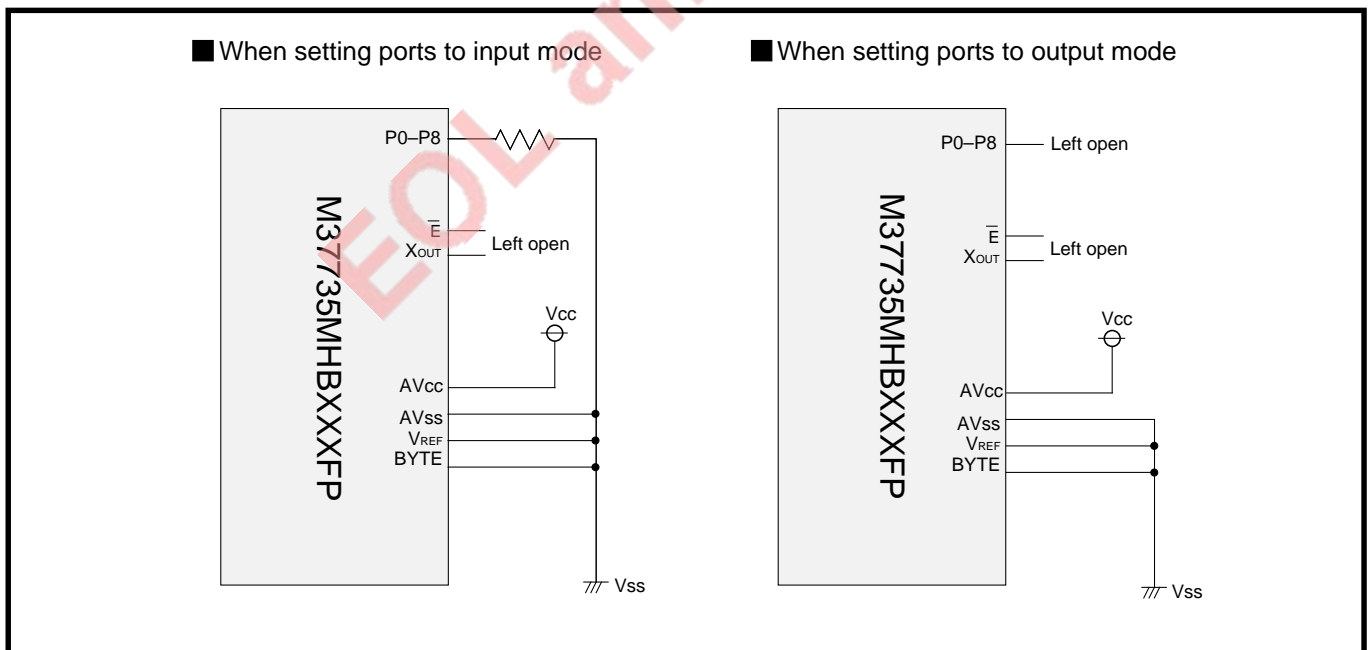 ■ When setting ports to input mode
P0–P8
E̅
XOUT
Left open
M37735MHBXXXFP
Vcc
AVcc
AVss
VREF
BYTE
Vss
■ When setting ports to output mode
P0–P8
Left open
E̅
XOUT
Left open
M37735MHBXXXFP
Vcc
AVcc
AVss
VREF
BYTE
Vss
EOL